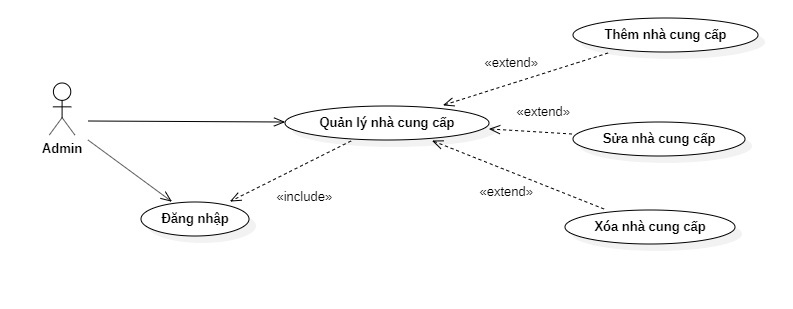 Thêm nhà cung cấp
«extend»
«extend»
Quản lý nhà cung cấp
Sửa nhà cung cấp
Admin
«extend»
«include»
Đăng nhập
Xóa nhà cung cấp